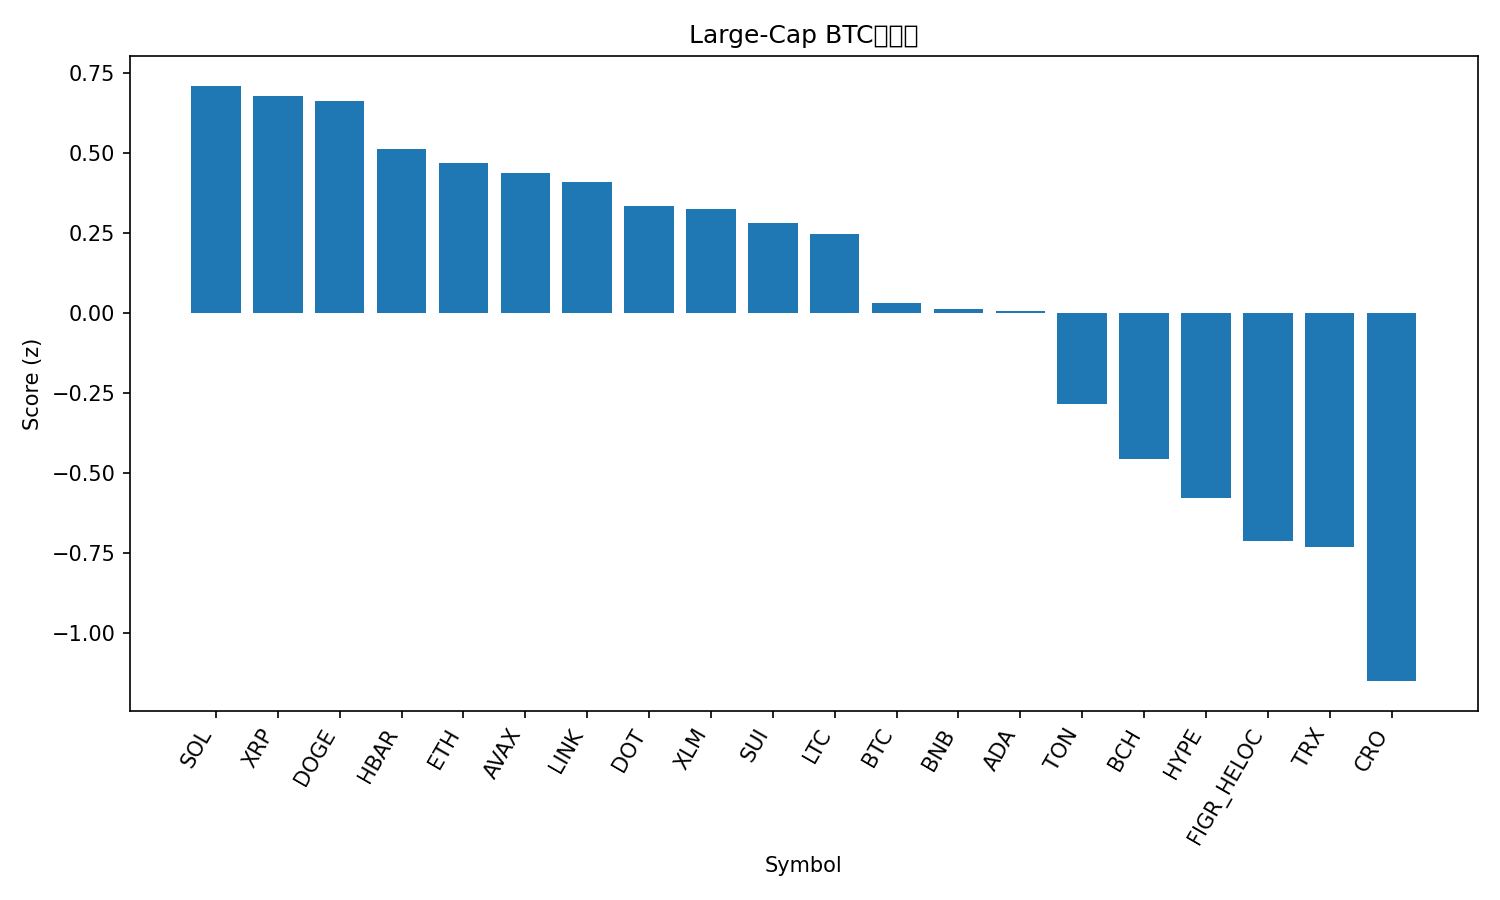 Large-Cap BTC
0.75
0.50
0.25
0.00
−0.25
−0.50
−0.75
−1.00
Score (z)
SOL
XRP
DOGE
HBAR
ETH
AVAX
LINK
DOT
XLM
SUI
LTC
BTC
BNB
ADA
TON
BCH
HYPE
FIGR_HELOC
TRX
CRO
Symbol